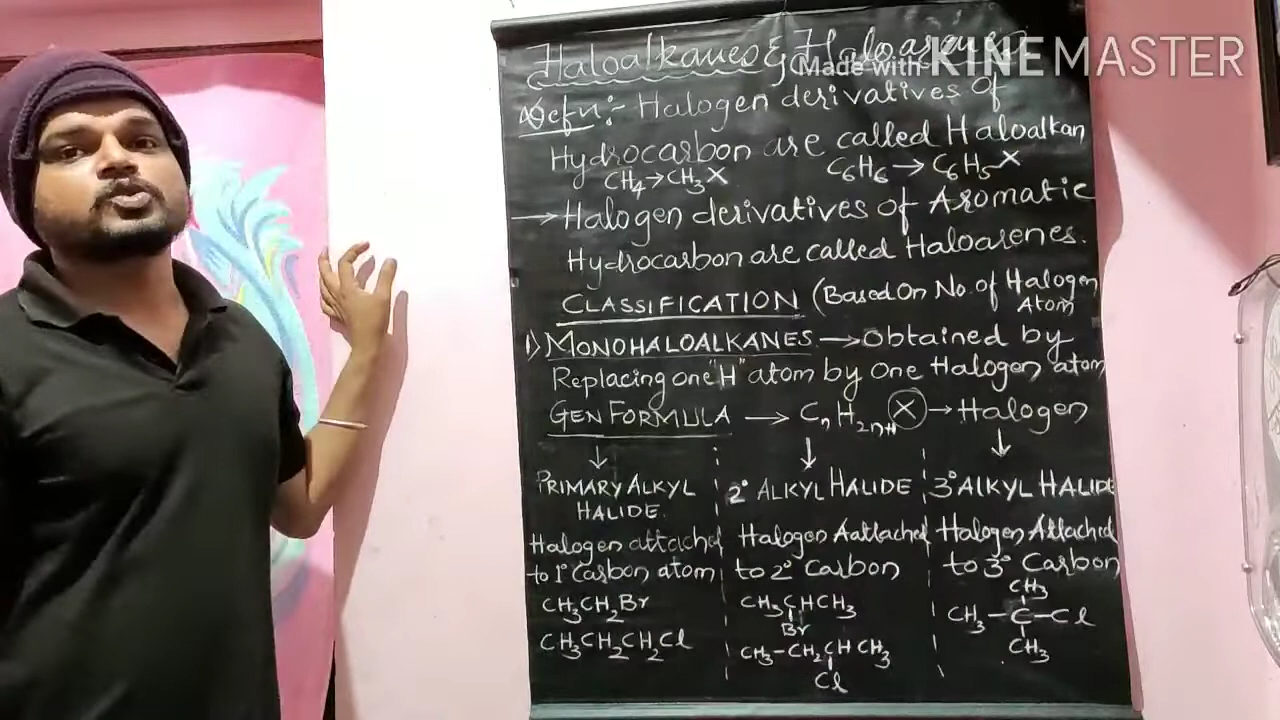 Haloalkanes & Haloarenes
Made with KINEMASTER
Defn:- Halogen derivatives of
Hydrocarbon are called Haloalkan
CH₄→CH₃X C₆H₆→C₆H₅X
→Halogen derivatives of Aromatic
Hydrocarbon are called Haloarenes.
CLASSIFICATION (Based On No. of Halogen Atom
1) MONOHALOALKANES →Obtained by
Replacing one "H" atom by one Halogen atom
GEN FORMULA → CₙH₂ₙ₊₁ X → Halogen
↓ ↓ ↓
PRIMARY ALKYL HALIDE.
Halogen attached
to 1° Carbon atom
CH₃CH₂Br
CH₃CH₂CH₂Cl
2° ALKYL HALIDE
Halogen Aattached
to 2° Carbon
CH₃CHCH₃
Br
CH₃-CH₂CHCH₃
Cl
3° AlKYL HALIDE
Halogen Attached
to 3° Carbon
CH₃
CH₃-C-Cl
CH₃